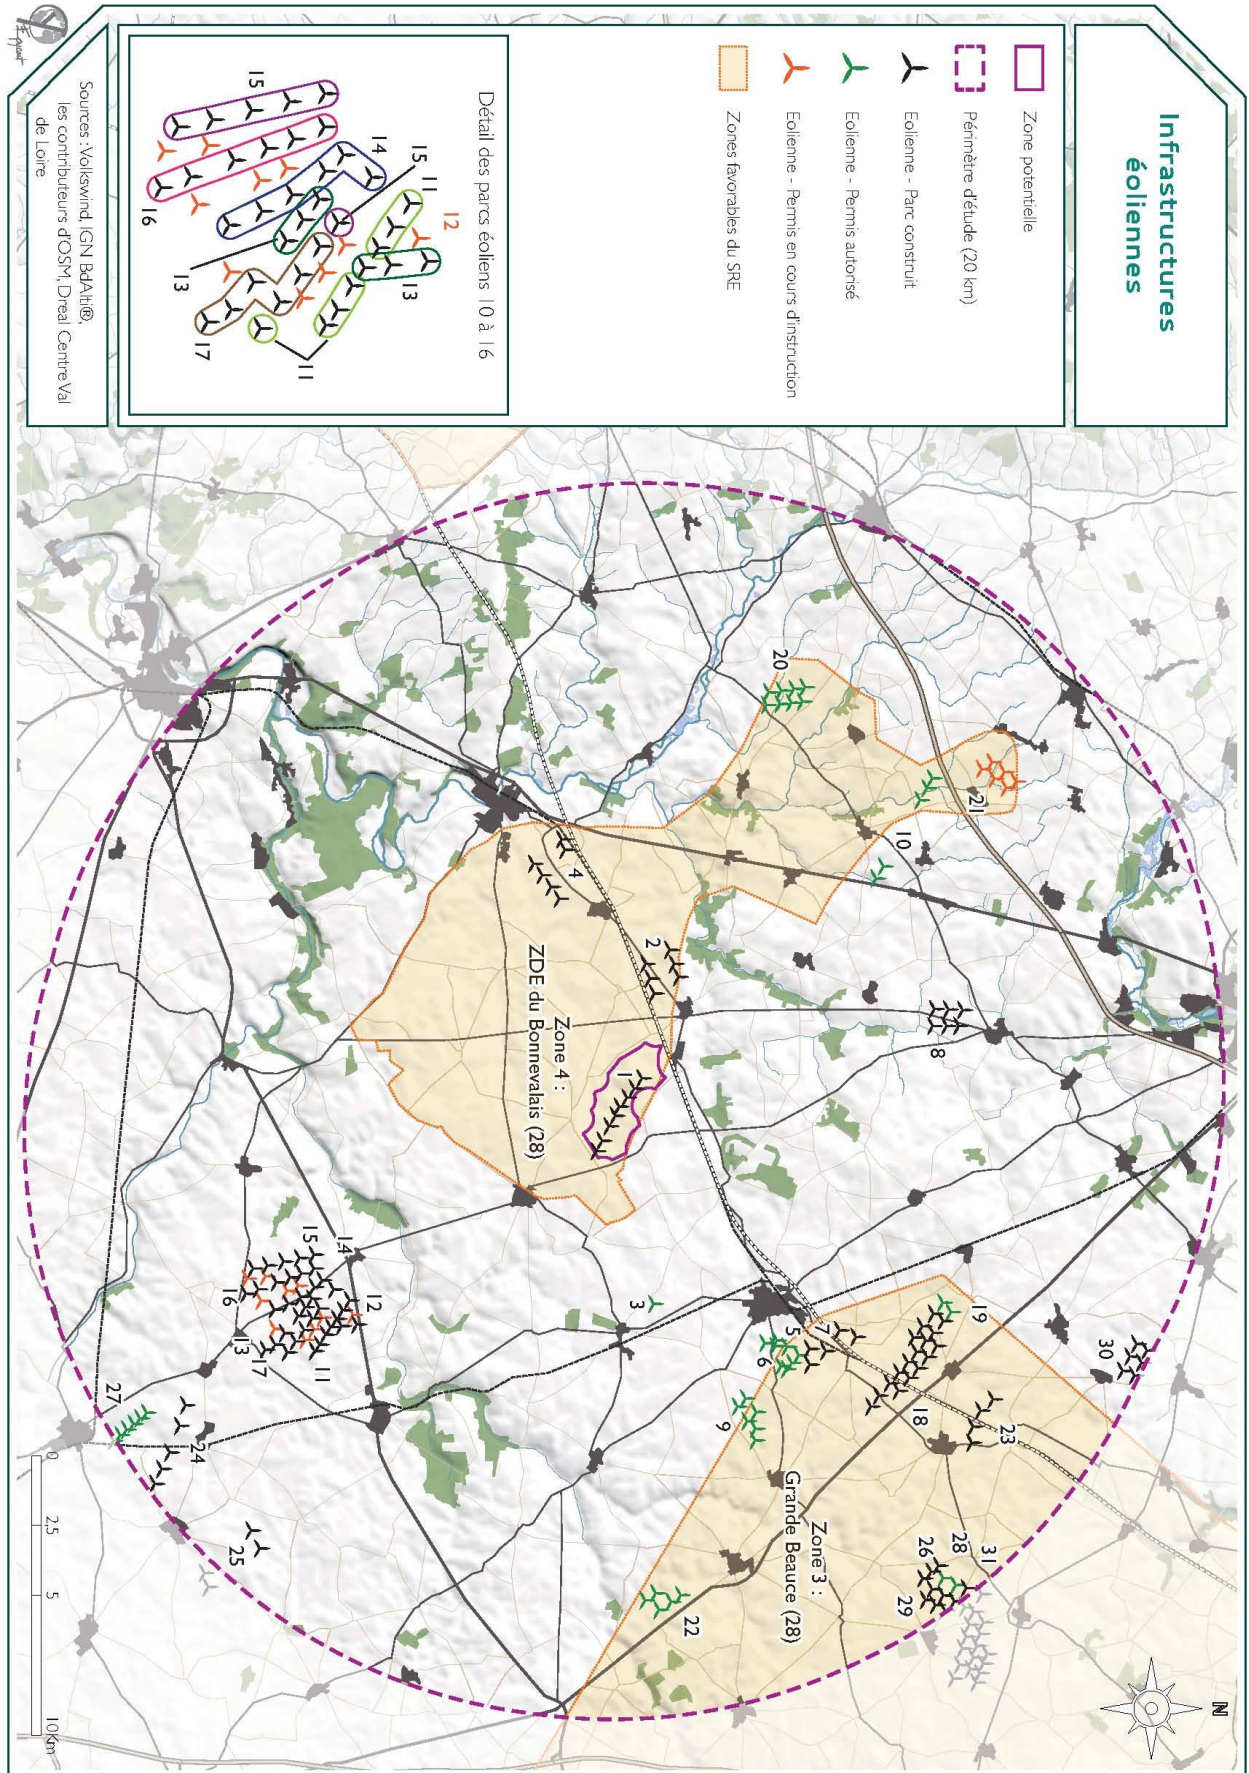 Infrastructures
éoliennes
Zone potentielle
Périmètre d'étude (20 km)
Eolienne - Parc construit
Eolienne - Permis autorisé
Eolienne - Permis en cours d'instruction
Zones favorables du SRE
Détail des parcs éoliens 10 à 16
12
11
15
13
14
11
15
17
13
16
Sources : Volkswind, IGN BdAlti®,
les contributeurs d'OSM, Dreal Centre Val
de Loire
N
30
31
28
26
29
23
18
19
21
8
10
7
5
6
9
Zone 3 :
Grande Beauce (28)
20
22
2
3
1
4
Zone 4 :
ZDE du Bonnevalais (28)
12
14
15
11
17
13
16
25
24
27
0
2,5
5
10Km